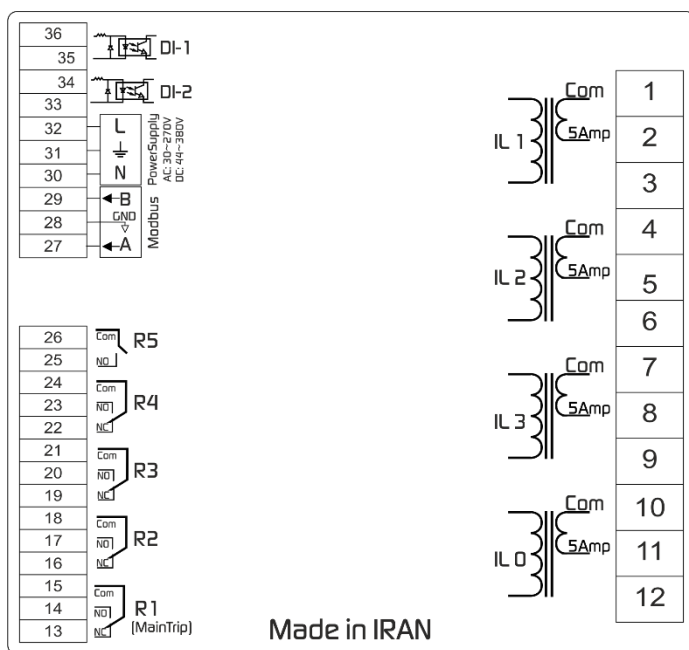 36
35
DI-1
34
33
DI-2
32 L
31
30 N
PowerSupply
AC: 30~270V
DC: 44~380V
29 B
28 GND
27 A
Modbus
26 Com R5
25 NO
24 Com
23 NO R4
22 NC
21 Com
20 NO R3
19 NC
18 Com
17 NO R2
16 NC
15 Com
14 NO R1
13 NC (MainTrip)
Com 1
IL 1 5Amp 2
3
Com 4
IL 2 5Amp 5
6
Com 7
IL 3 5Amp 8
9
Com 10
IL 0 5Amp 11
12
Made in IRAN